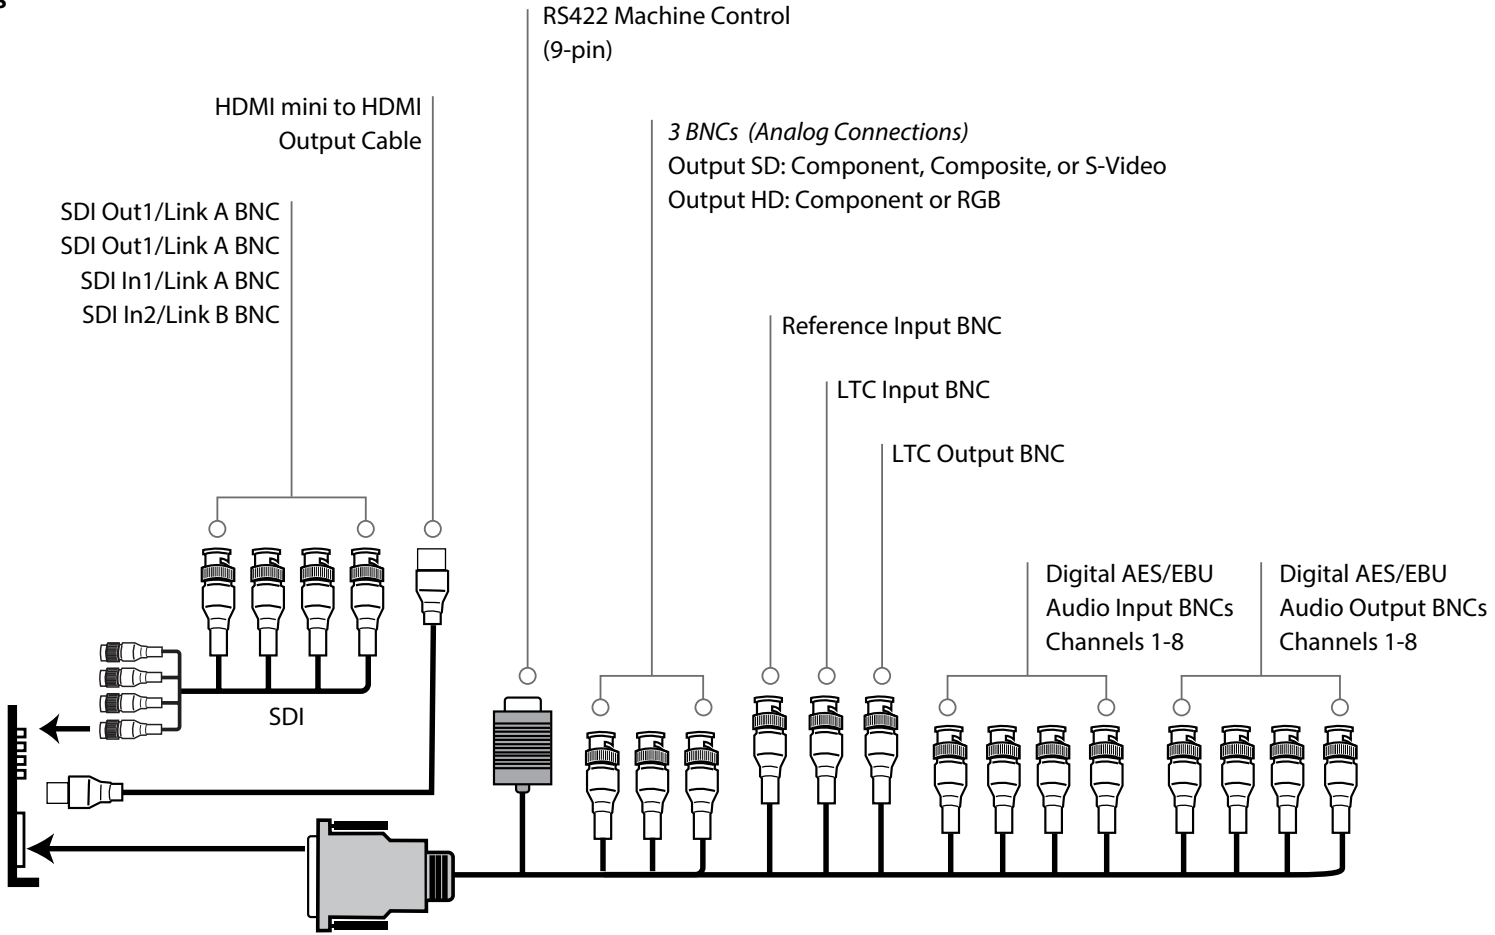 RS422 Machine Control
(9-pin)
HDMI mini to HDMI
Output Cable
3 BNCs (Analog Connections)
Output SD: Component, Composite, or S-Video
Output HD: Component or RGB
SDI Out1/Link A BNC
SDI Out1/Link A BNC
SDI In1/Link A BNC
SDI In2/Link B BNC
Reference Input BNC
LTC Input BNC
LTC Output BNC
Digital AES/EBU
Audio Input BNCs
Channels 1-8
Digital AES/EBU
Audio Output BNCs
Channels 1-8
SDI